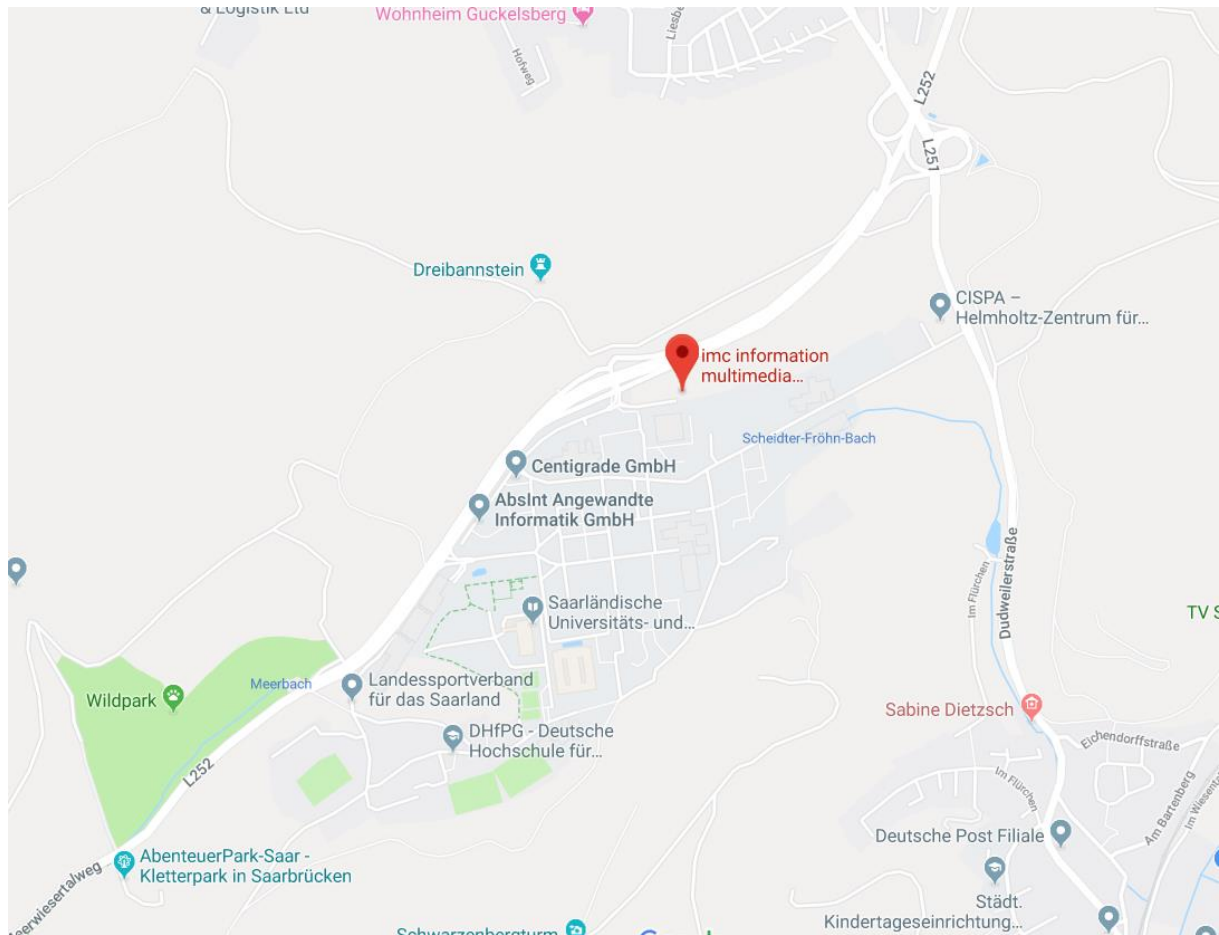 & Logistik Ltd
Wohnheim Guckelsberg
Hofweg
L252
L251
Dreibannstein
CISPA –
Helmholtz-Zentrum für...
imc information
multimedia...
Scheidter-Fröhn-Bach
Centigrade GmbH
AbsInt Angewandte
Informatik GmbH
Im Flürchen
Dudweilerstraße
Saarländische
Universitäts- und...
TV S
Meerbach
Landessportverband
für das Saarland
Wildpark
Sabine Dietzsch
DHfPG - Deutsche
Hochschule für...
Eichendorffstraße
L252
Im Flürchen
Am Bartenberg
Deutsche Post Filiale
AbenteuerPark-Saar -
Kletterpark in Saarbrücken
Städt.
Kindertageseinrichtung...
Schwarzenbergturm